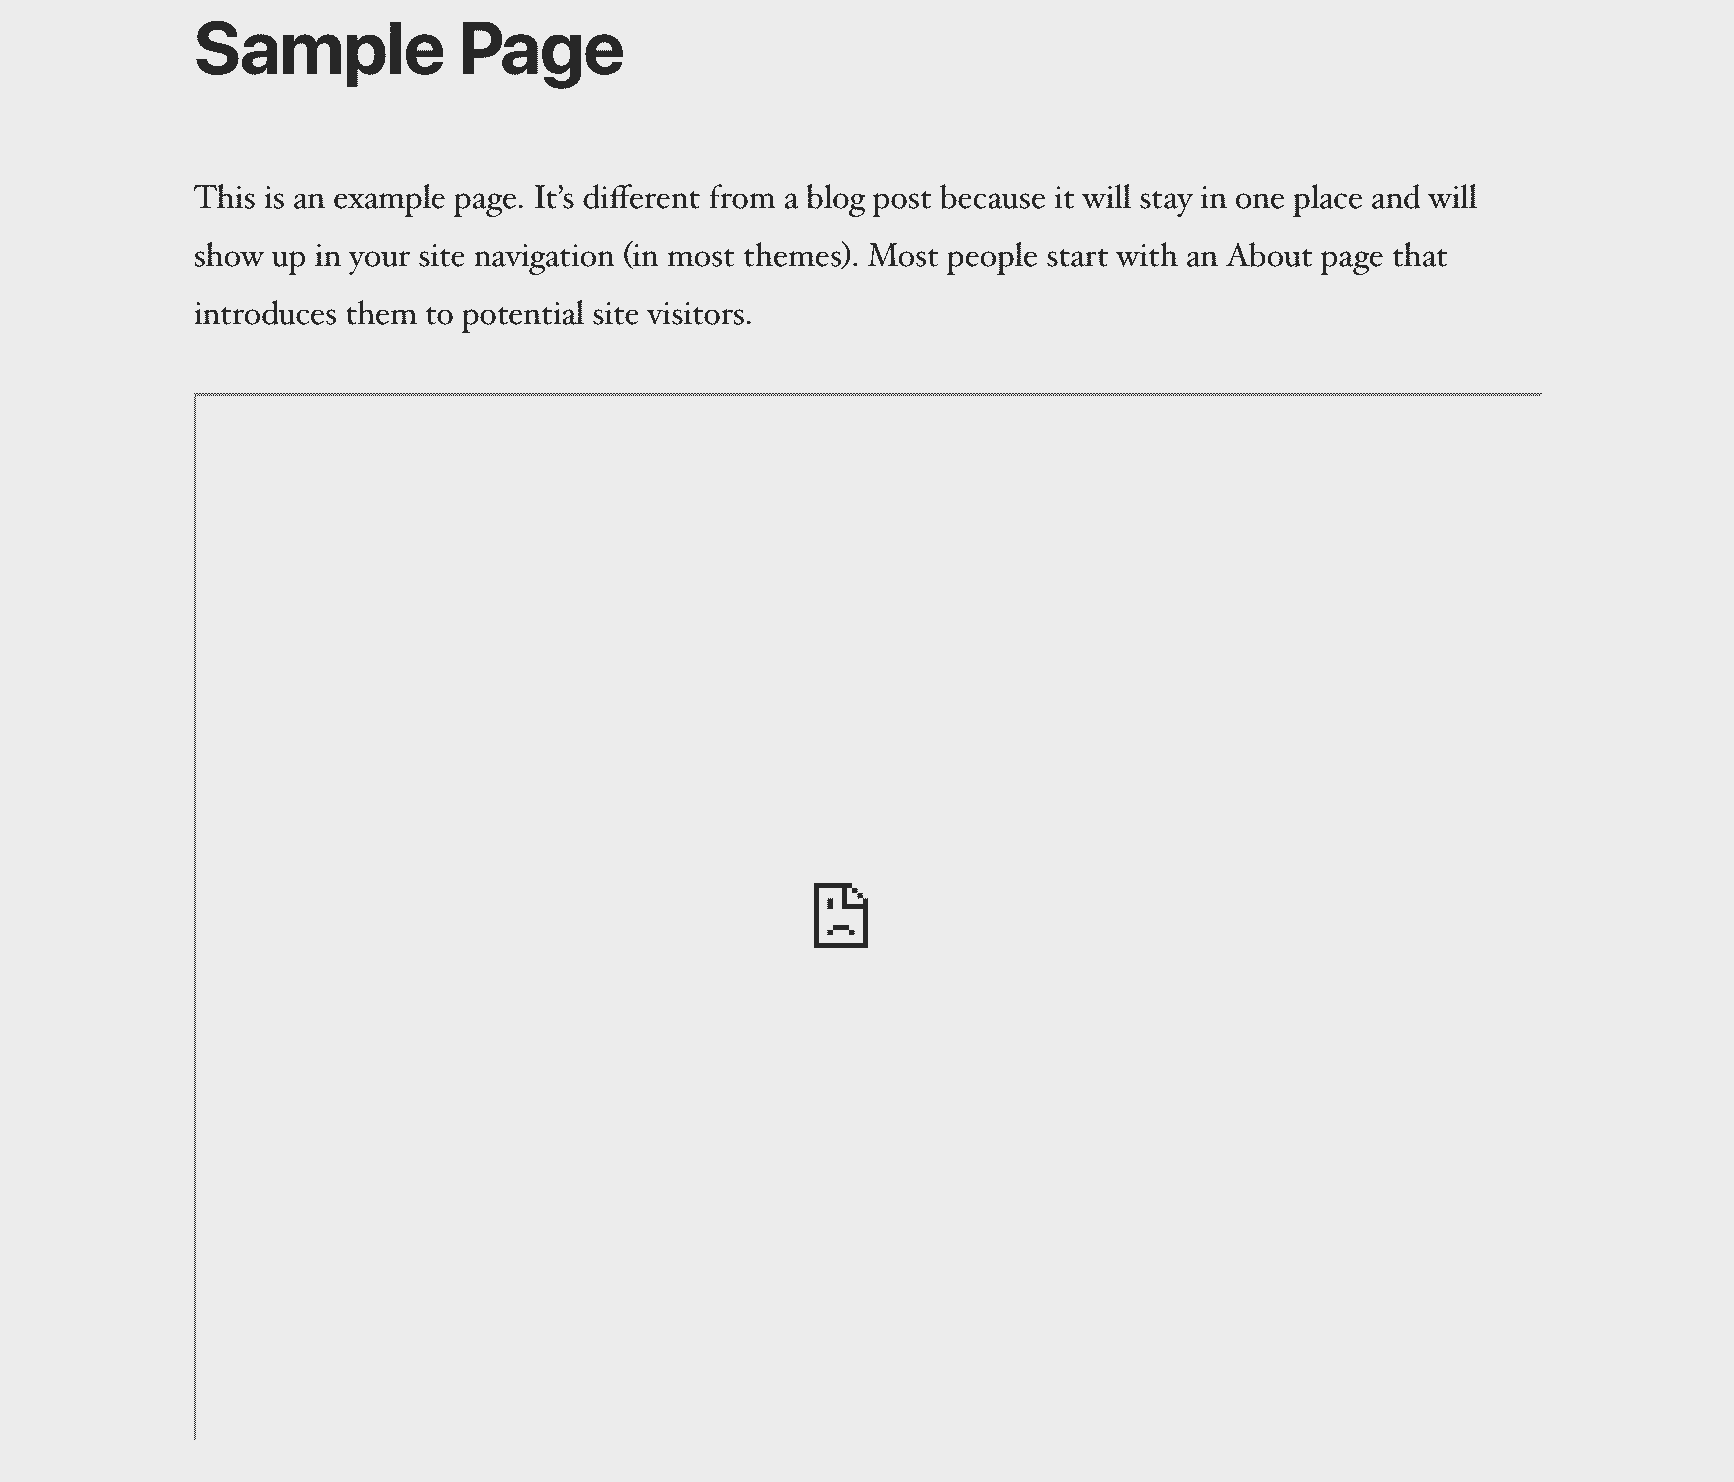 Sample Page
This is an example page. It’s different from a blog post because it will stay in one place and will
show up in your site navigation (in most themes). Most people start with an About page that
introduces them to potential site visitors.